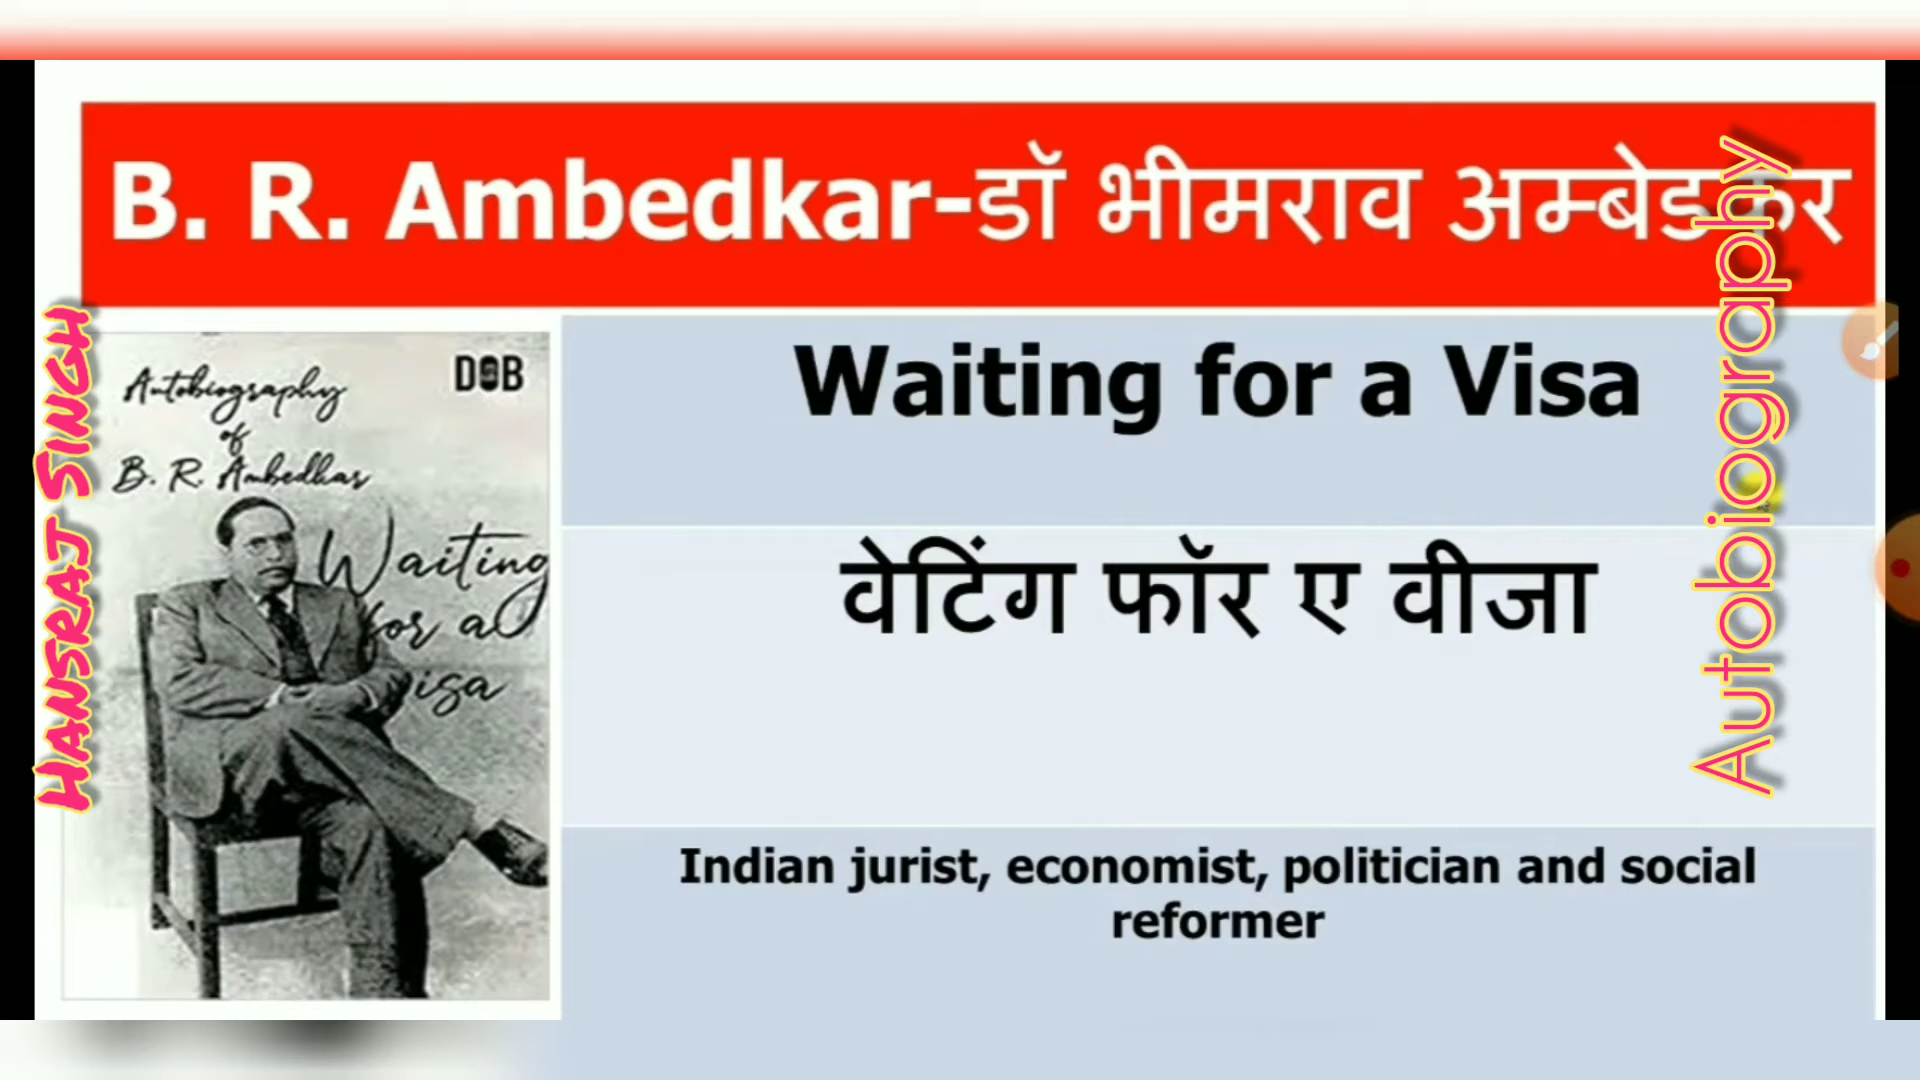 B. R. Ambedkar-डॉ भीमराव अम्बेडकर
HANSRAJ SINGH
Autobiography
of
B. R. Ambedkar
DOB
Waiting
for a
Visa
Waiting for a Visa
वेटिंग फॉर ए वीजा
Indian jurist, economist, politician and social
reformer
Autobiography